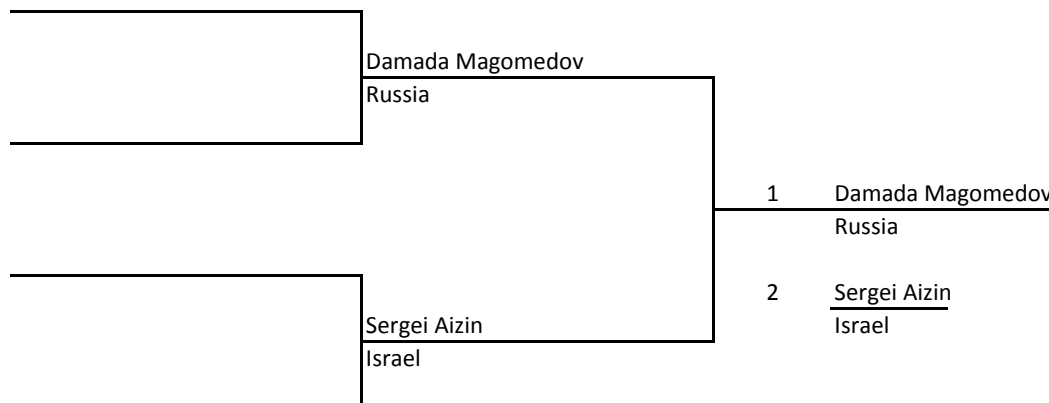 Damada Magomedov
Russia
1 Damada Magomedov
Russia
2 Sergei Aizin
Israel
Sergei Aizin
Israel